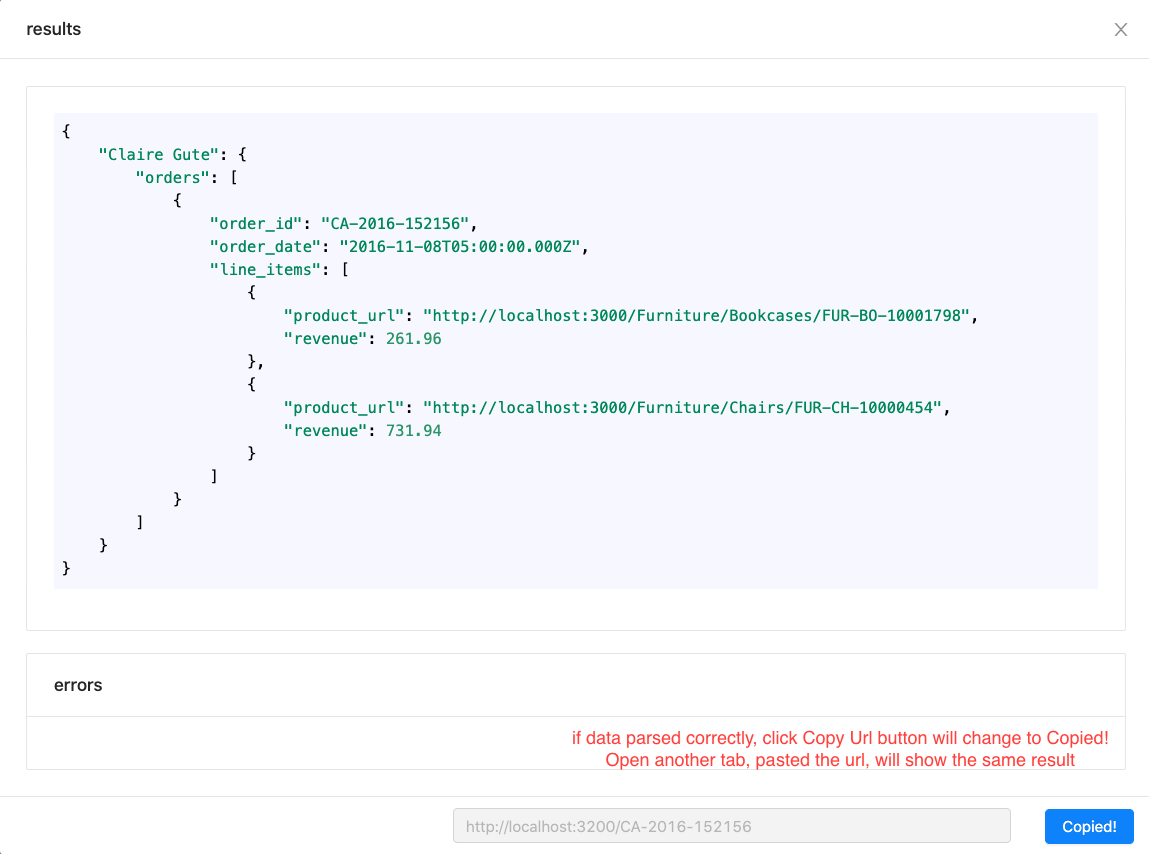 results
{
    "Claire Gute": {
        "orders": [
            {
                "order_id": "CA-2016-152156",
                "order_date": "2016-11-08T05:00:00.000Z",
                "line_items": [
                    {
                        "product_url": "http://localhost:3000/Furniture/Bookcases/FUR-BO-10001798",
                        "revenue": 261.96
                    },
                    {
                        "product_url": "http://localhost:3000/Furniture/Chairs/FUR-CH-10000454",
                        "revenue": 731.94
                    }
                ]
            }
        ]
    }
}
errors
if data parsed correctly, click Copy Url button will change to Copied!
Open another tab, pasted the url, will show the same result
http://localhost:3200/CA-2016-152156
Copied!